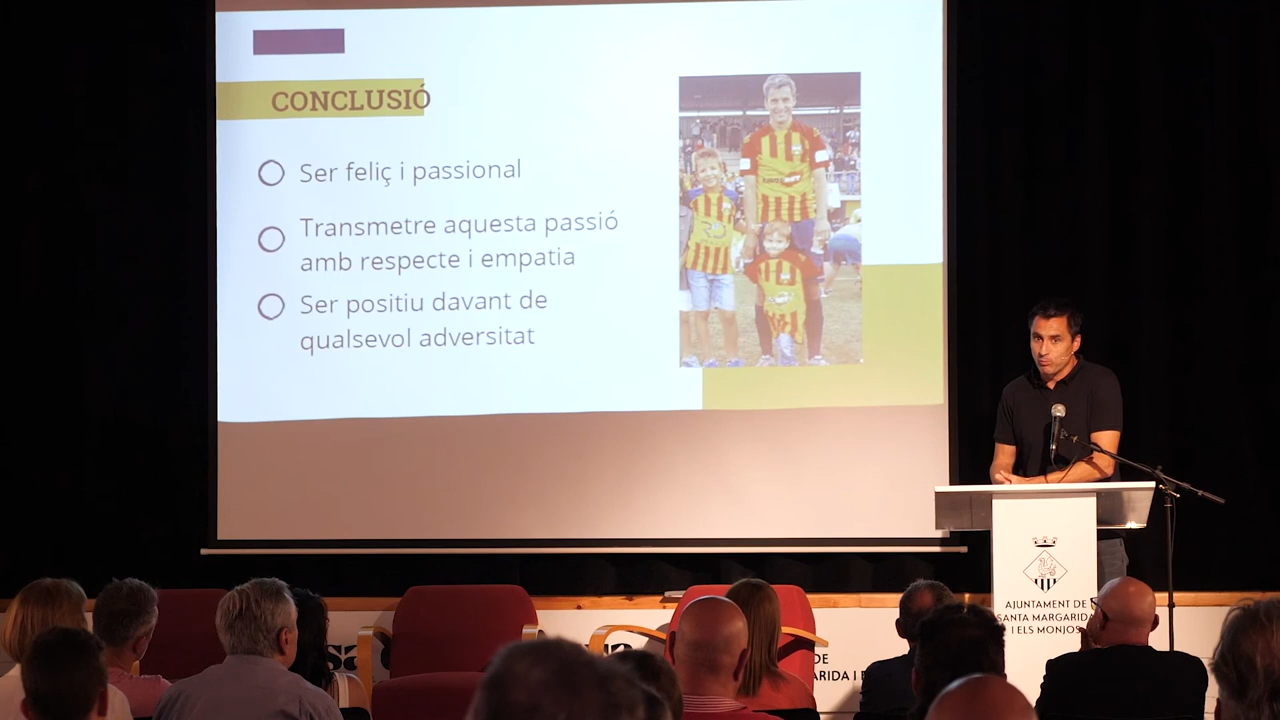 CONCLUSIÓ
Ser feliç i passional
Transmetre aquesta passió
amb respecte i empatia
Ser positiu davant de
qualsevol adversitat
AJUNTAMENT DE
SANTA MARGARIDA
I ELS MONJOS
DE